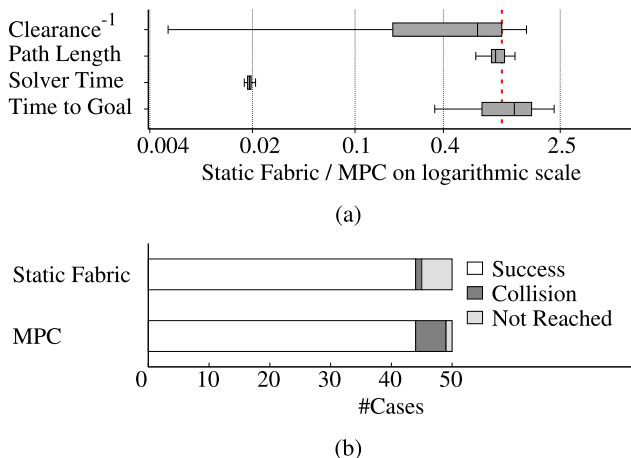 Clearance⁻¹
Path Length
Solver Time
Time to Goal
0.004 0.02 0.1 0.4 2.5
Static Fabric / MPC on logarithmic scale
(a)
Static Fabric
MPC
Success
Collision
Not Reached
0 10 20 30 40 50
#Cases
(b)